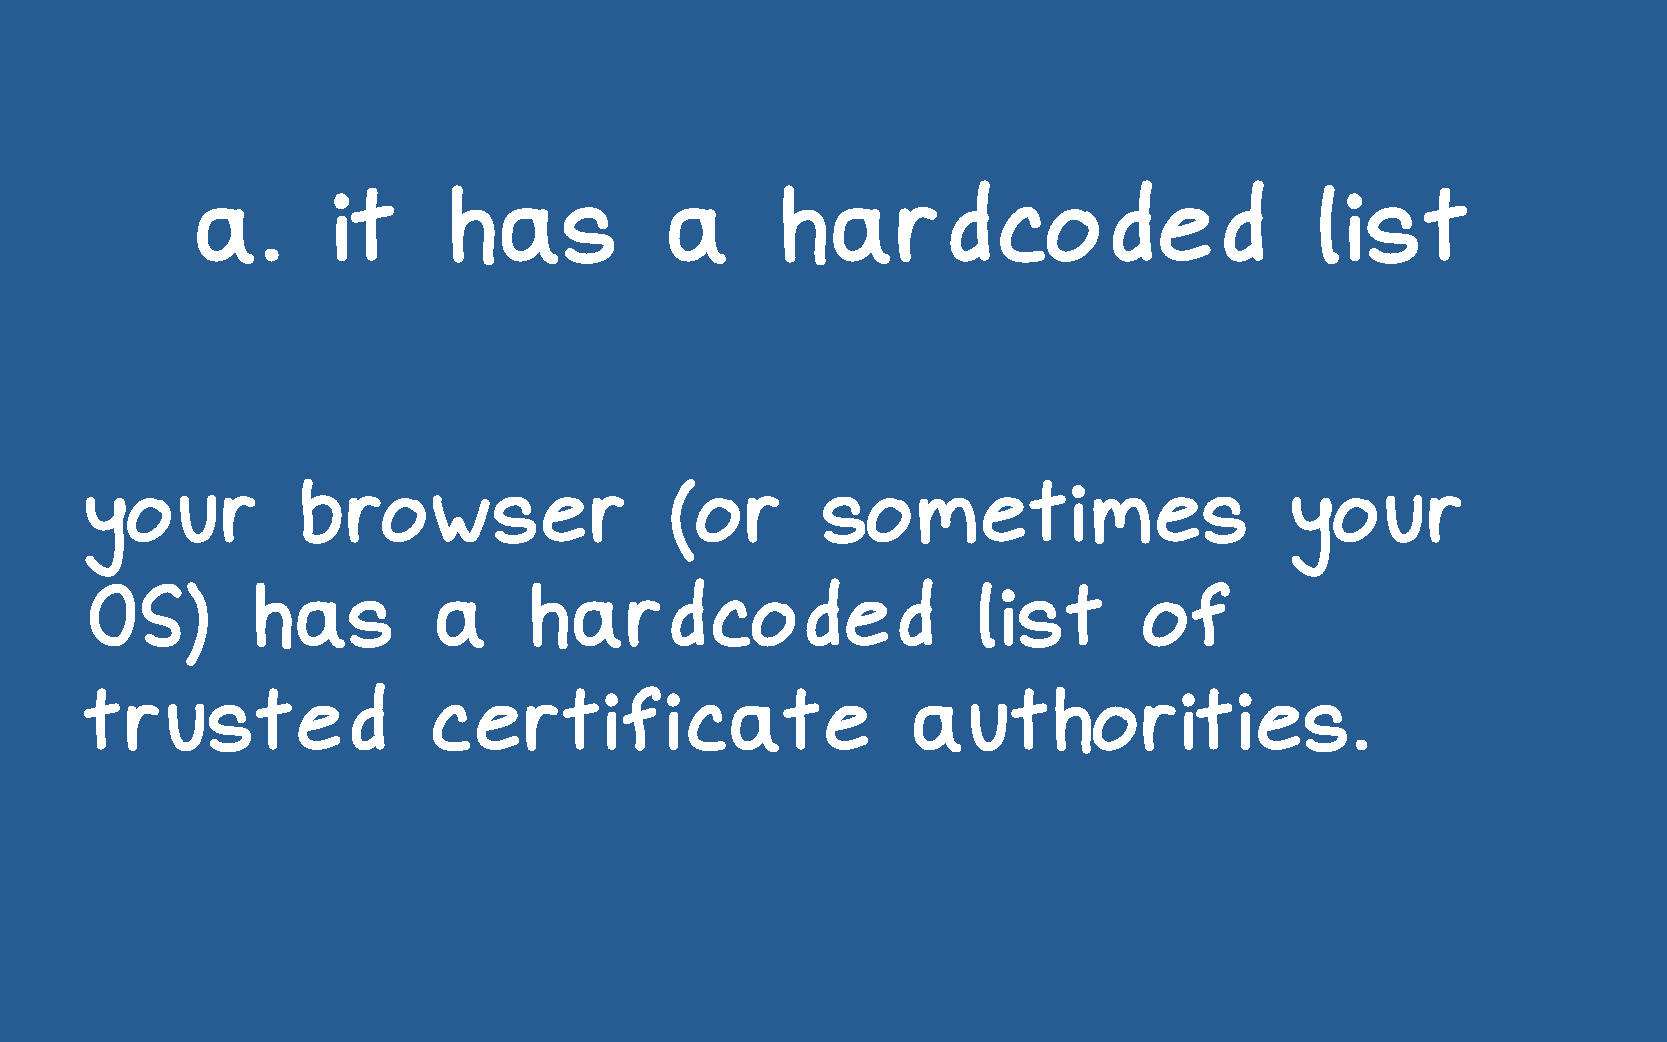 a. it has a hardcoded list
your browser (or sometimes your
OS) has a hardcoded list of
trusted certificate authorities.